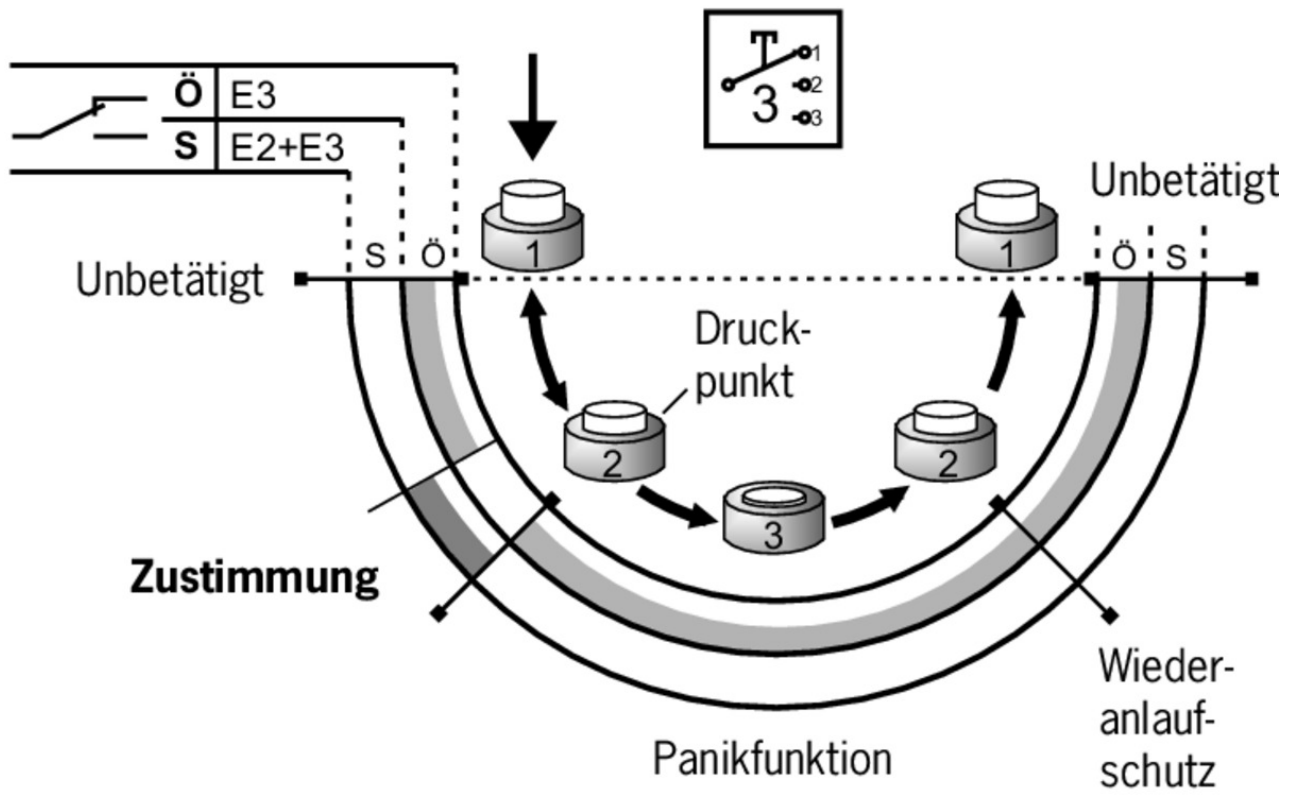 Ö E3
S E2+E3
1
3 2
3
Unbetätigt
S Ö
1
1
Ö S
Unbetätigt
Druck-
punkt
2
2
3
Zustimmung
Wieder-
anlauf-
schutz
Panikfunktion